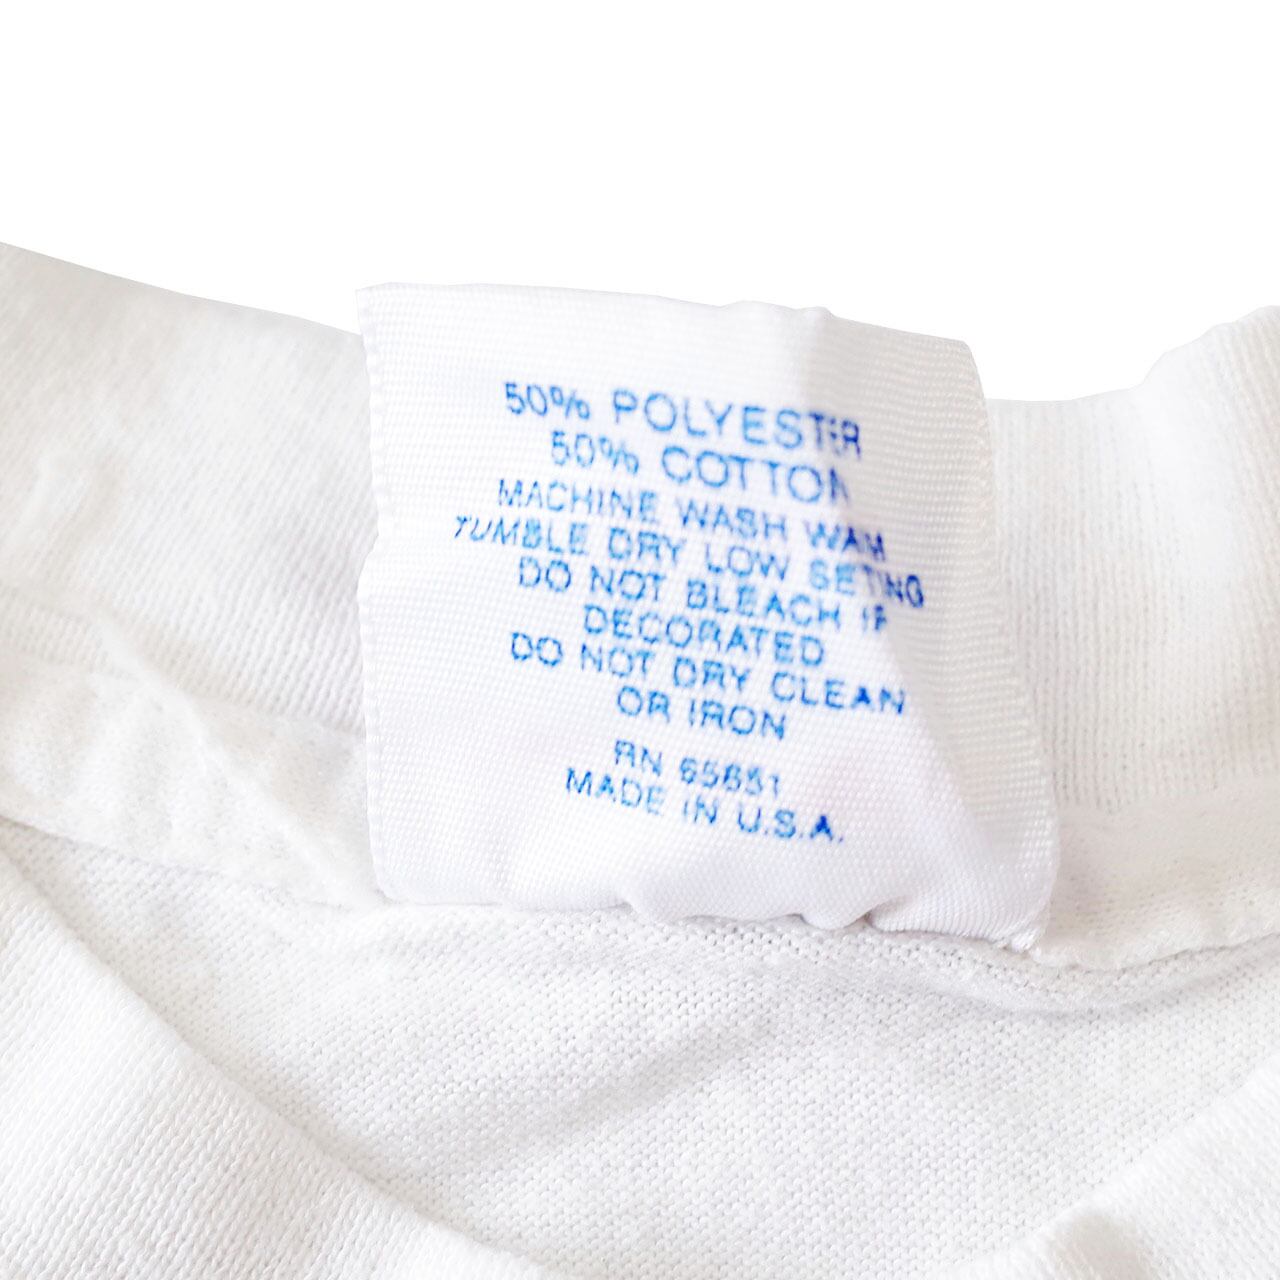 50% POLYESTER
50% COTTON
MACHINE WASH WAM
TUMBLE DRY LOW SETING
DO NOT BLEACH IF
DECORATED
DO NOT DRY CLEAN
OR IRON
RN
MADE IN U.S.A.